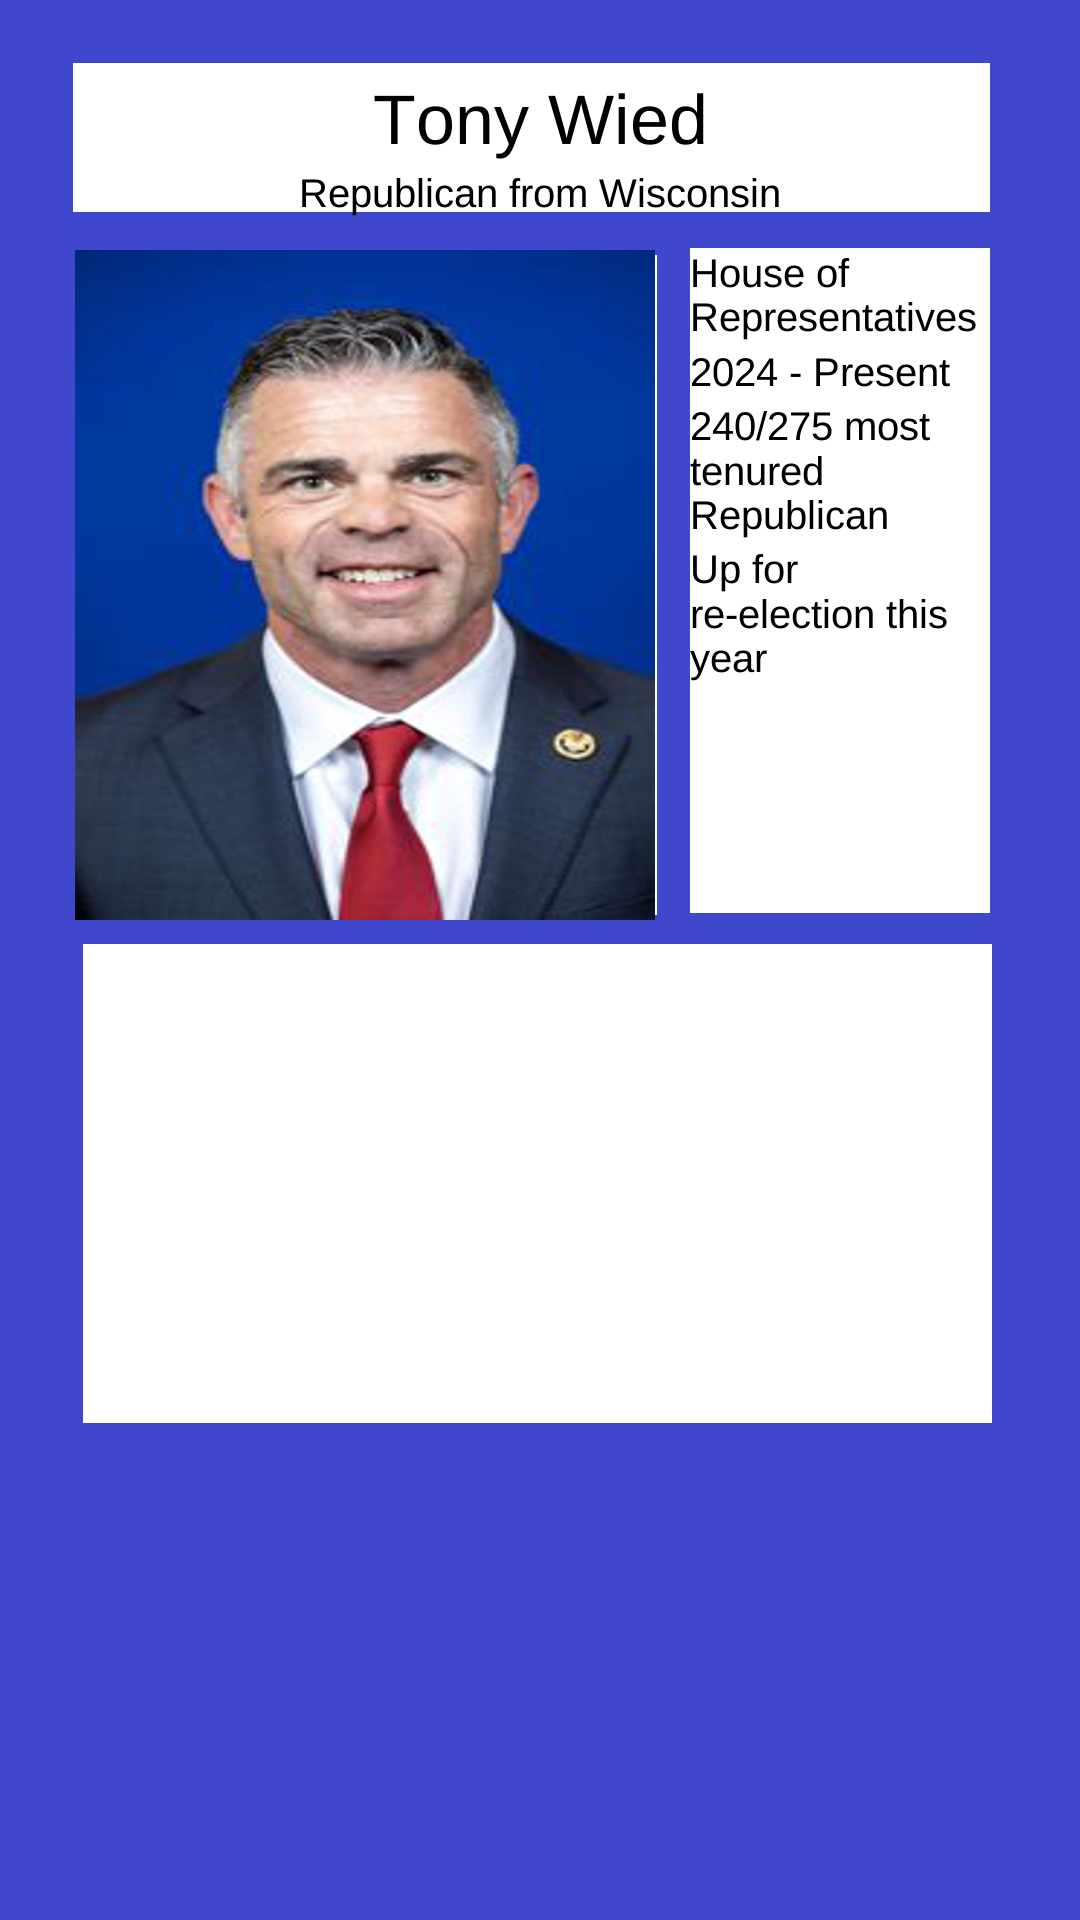 Tony Wied
Republican from Wisconsin
House of
Representatives
2024 - Present
240/275 most
tenured
Republican
Up for
re-election this
year